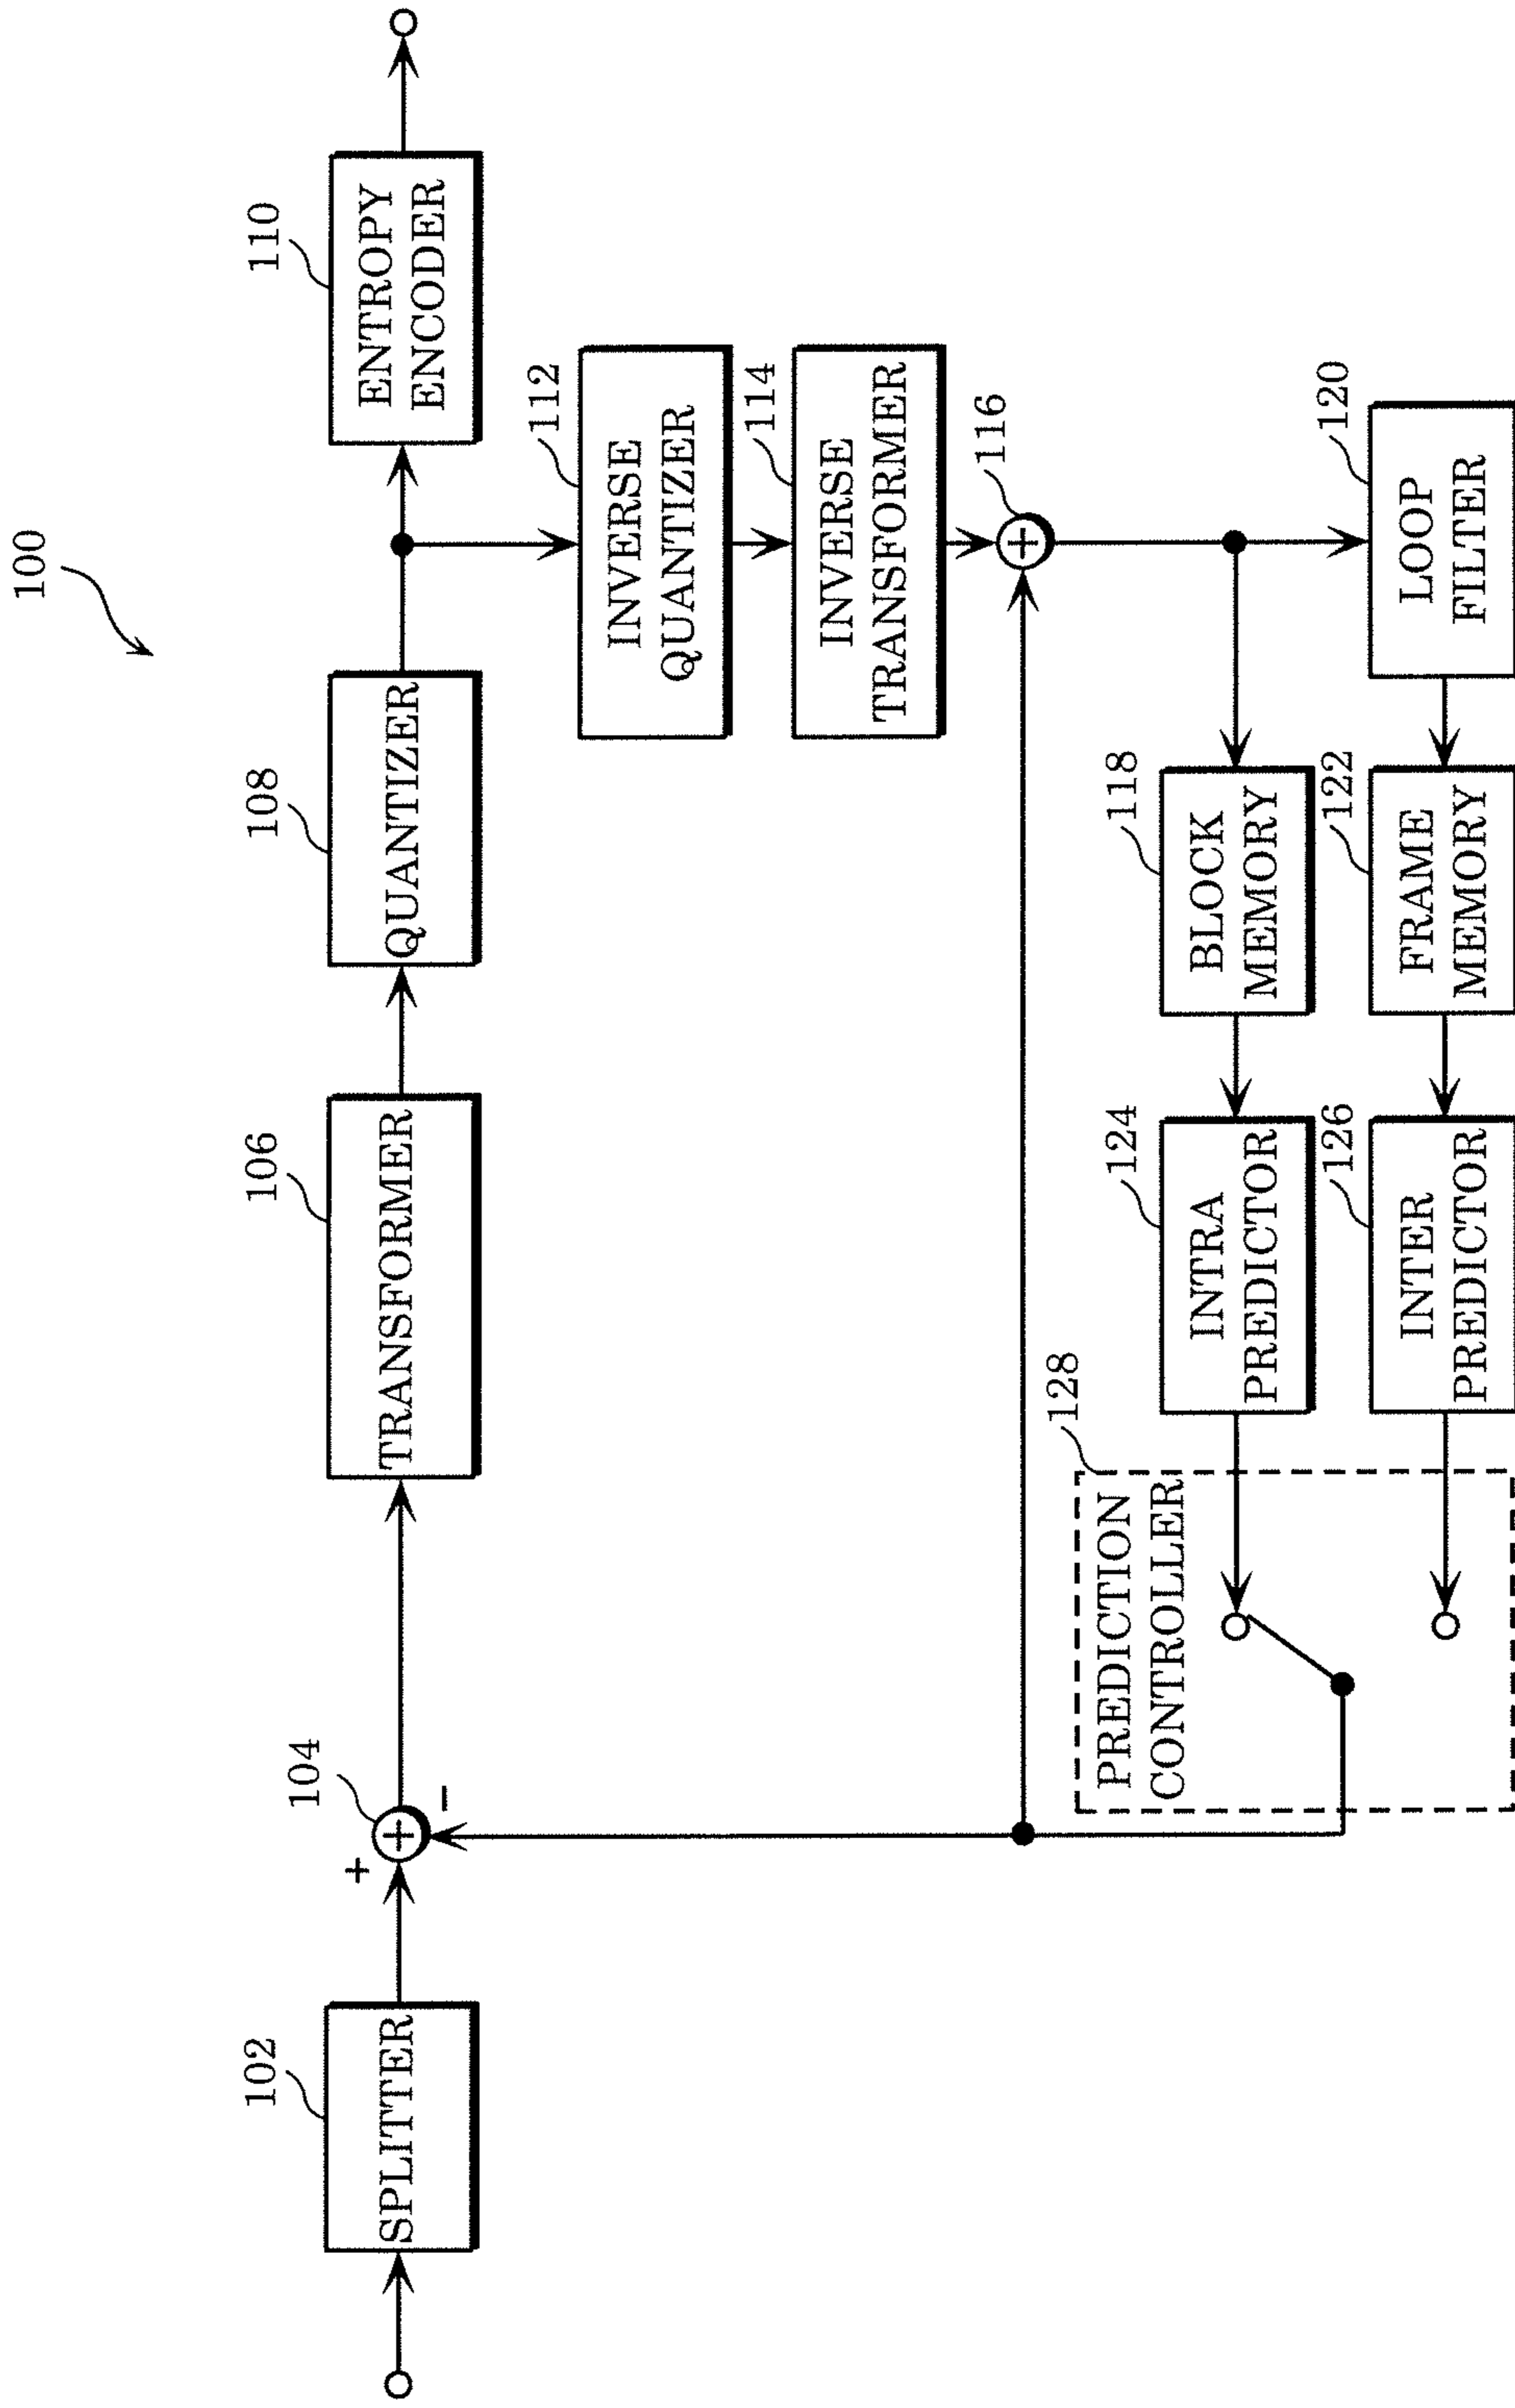 100
102
SPLITTER
104
+
−
106
TRANSFORMER
108
QUANTIZER
110
ENTROPY
ENCODER
112
INVERSE
QUANTIZER
114
INVERSE
TRANSFORMER
116
128
PREDICTION
CONTROLLER
124
INTRA
PREDICTOR
118
BLOCK
MEMORY
126
INTER
PREDICTOR
122
FRAME
MEMORY
120
LOOP
FILTER